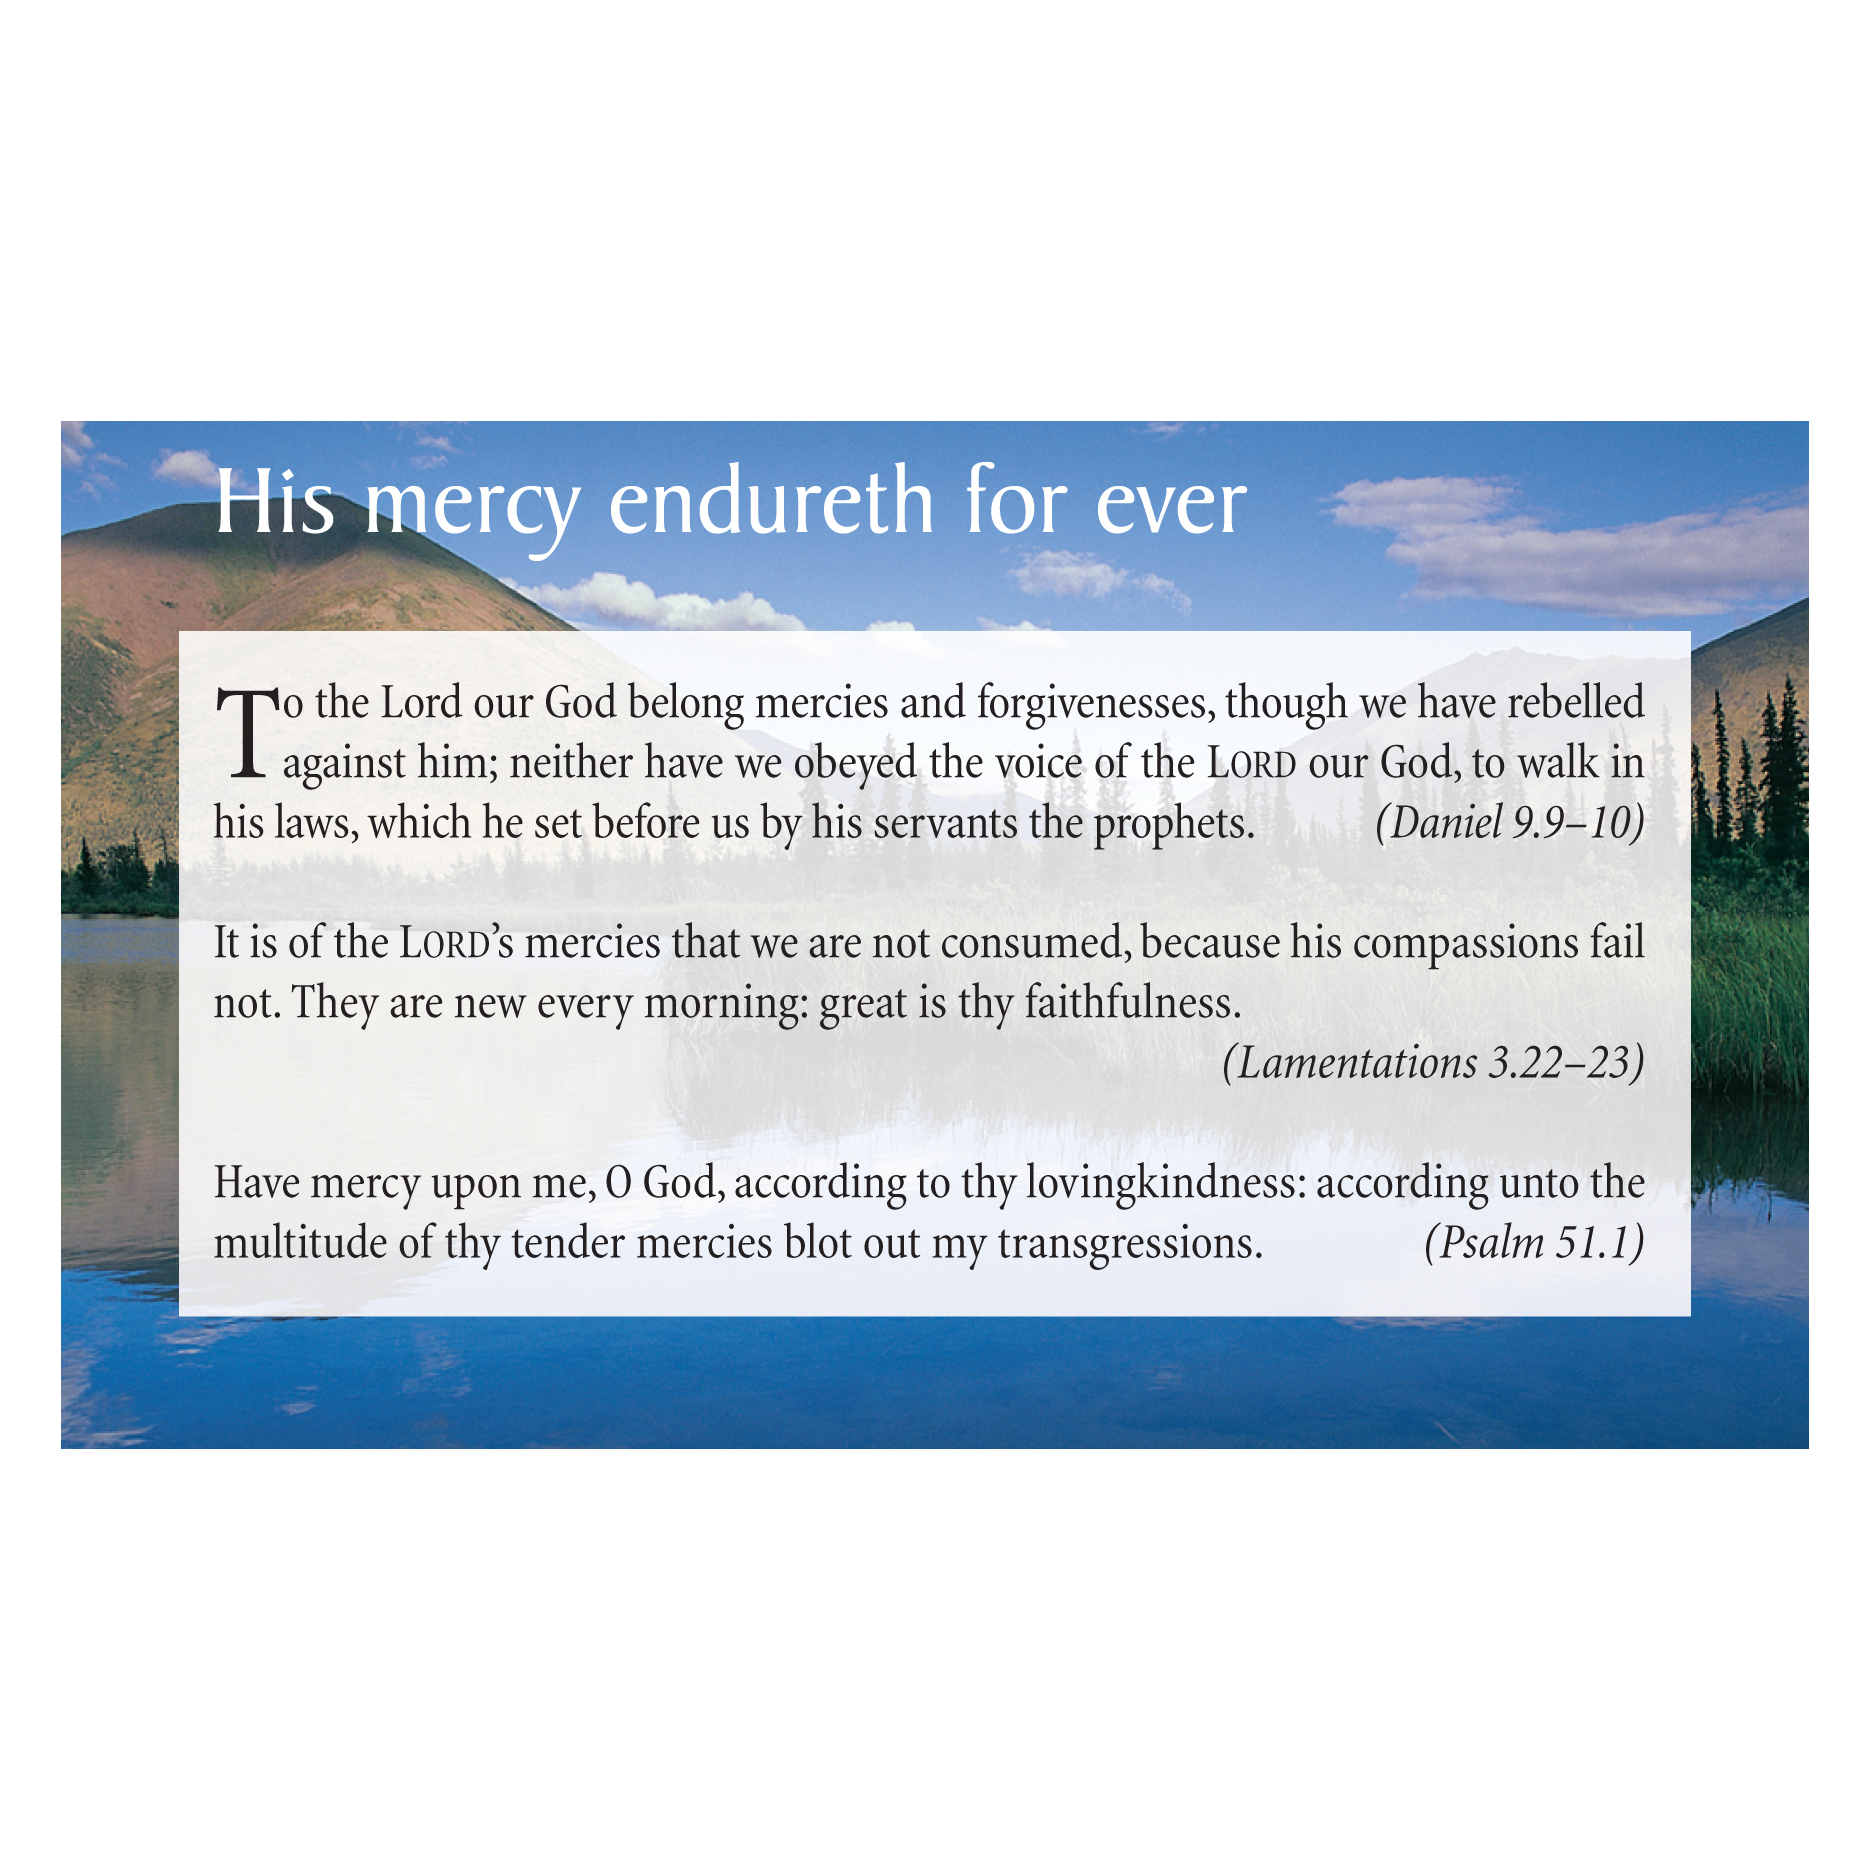 His mercy endureth for ever
To the Lord our God belong mercies and forgivenesses, though we have rebelled
against him; neither have we obeyed the voice of the LORD our God, to walk in
his laws, which he set before us by his servants the prophets. (Daniel 9.9–10)
It is of the LORD’s mercies that we are not consumed, because his compassions fail
not. They are new every morning: great is thy faithfulness.
(Lamentations 3.22–23)
Have mercy upon me, O God, according to thy lovingkindness: according unto the
multitude of thy tender mercies blot out my transgressions. (Psalm 51.1)